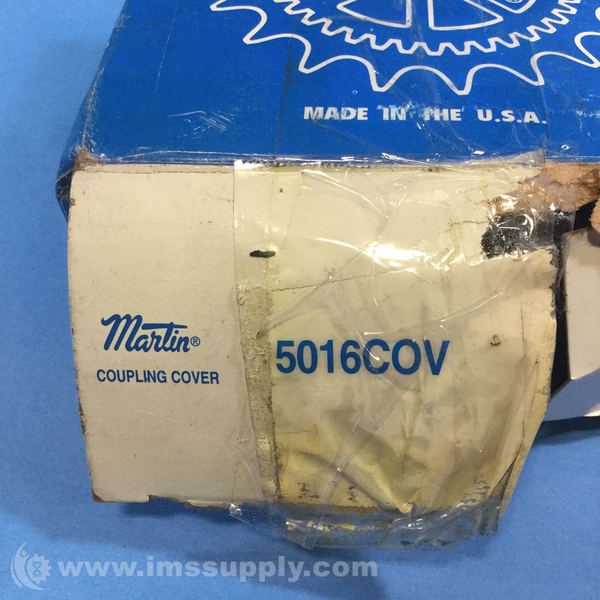 MADE IN THE U.S.A.
Martin®
COUPLING COVER
5016COV
www.imssupply.com